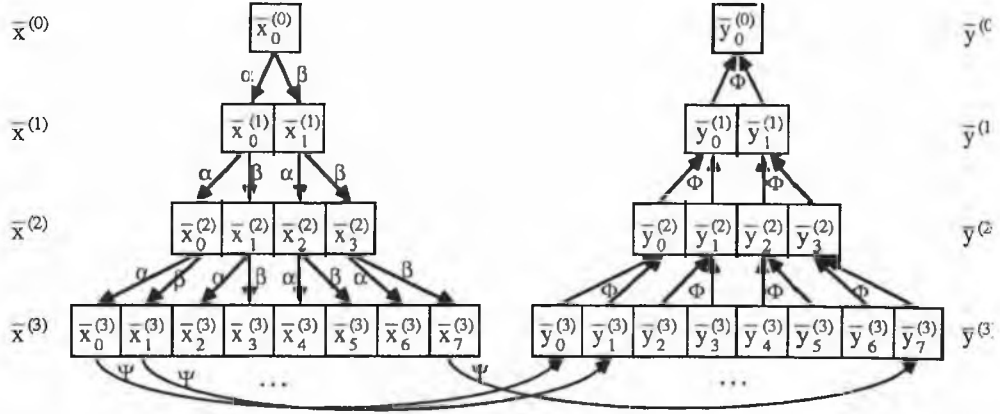 x̄⁽⁰⁾ x̄₀⁽⁰⁾ ȳ₀⁽⁰⁾ ȳ⁽⁰
α β Φ
x̄⁽¹⁾ x̄₀⁽¹⁾ x̄₁⁽¹⁾ ȳ₀⁽¹⁾ ȳ₁⁽¹⁾ ȳ⁽¹
α β α β Φ Φ
x̄⁽²⁾ x̄₀⁽²⁾ x̄₁⁽²⁾ x̄₂⁽²⁾ x̄₃⁽²⁾ ȳ₀⁽²⁾ ȳ₁⁽²⁾ ȳ₂⁽²⁾ ȳ₃⁽²⁾ ȳ⁽²
α β α β α β α β Φ Φ Φ Φ
x̄⁽³⁾ x̄₀⁽³⁾ x̄₁⁽³⁾ x̄₂⁽³⁾ x̄₃⁽³⁾ x̄₄⁽³⁾ x̄₅⁽³⁾ x̄₆⁽³⁾ x̄₇⁽³⁾ ȳ₀⁽³⁾ ȳ₁⁽³⁾ ȳ₂⁽³⁾ ȳ₃⁽³⁾ ȳ₄⁽³⁾ ȳ₅⁽³⁾ ȳ₆⁽³⁾ ȳ₇⁽³⁾ ȳ⁽³
Ψ Ψ ... Ψ ...